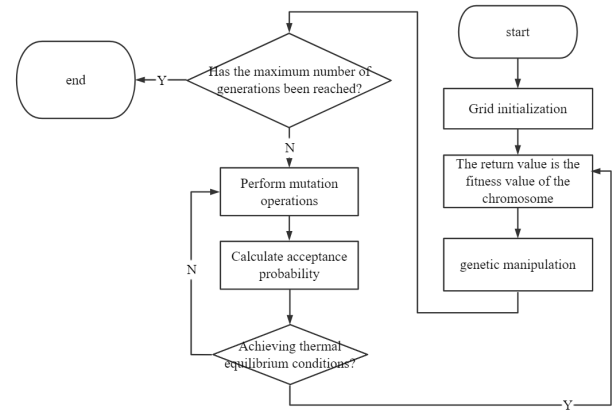 start
Grid initialization
The return value is the
fitness value of the
chromosome
genetic manipulation
Has the maximum number of
generations been reached?
Y
end
N
Perform mutation
operations
Calculate acceptance
probability
N
Achieving thermal
equilibrium conditions?
Y